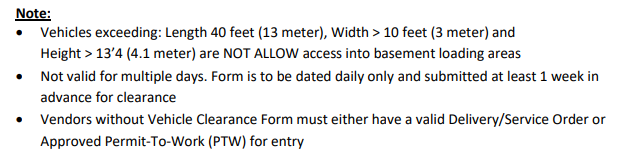 Note:
• Vehicles exceeding: Length 40 feet (13 meter), Width > 10 feet (3 meter) and
Height > 13'4 (4.1 meter) are NOT ALLOW access into basement loading areas
• Not valid for multiple days. Form is to be dated daily only and submitted at least 1 week in
advance for clearance
• Vendors without Vehicle Clearance Form must either have a valid Delivery/Service Order or
Approved Permit-To-Work (PTW) for entry